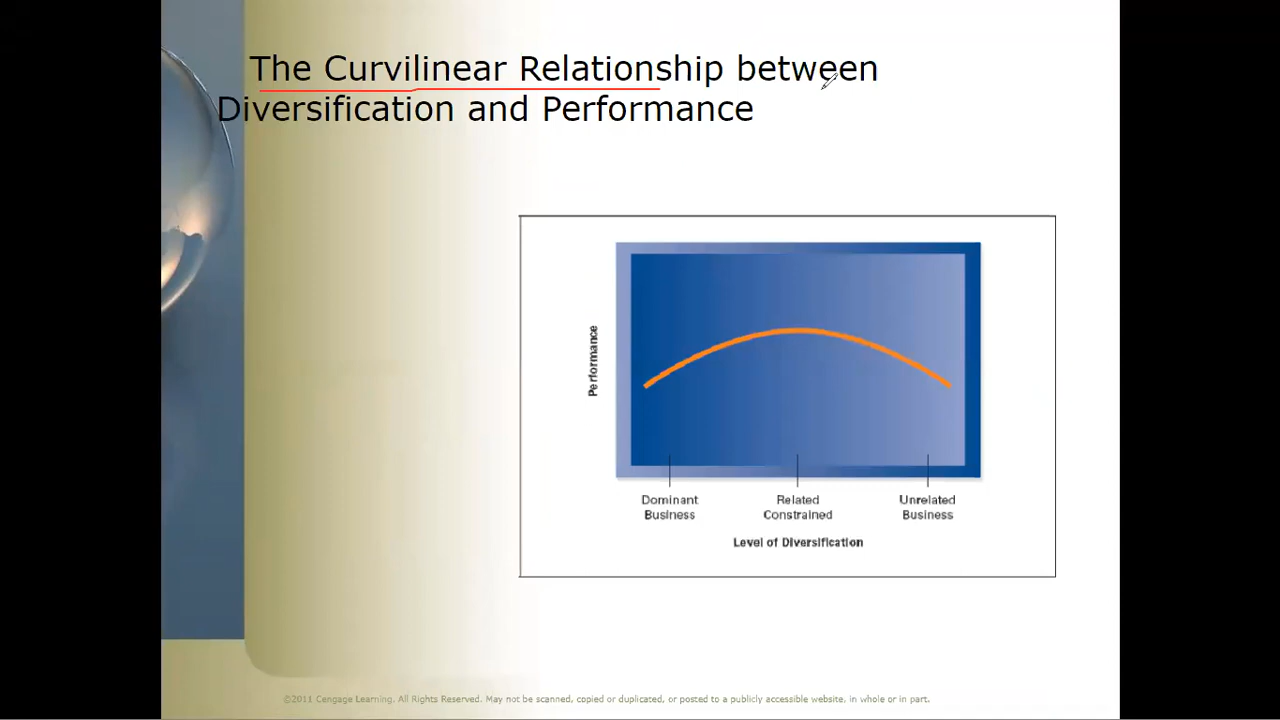 The Curvilinear Relationship between
Diversification and Performance
Performance
Dominant Business
Related Constrained
Unrelated Business
Level of Diversification
©2011 Cengage Learning. All Rights Reserved. May not be scanned, copied or duplicated, or posted to a publicly accessible website, in whole or in part.